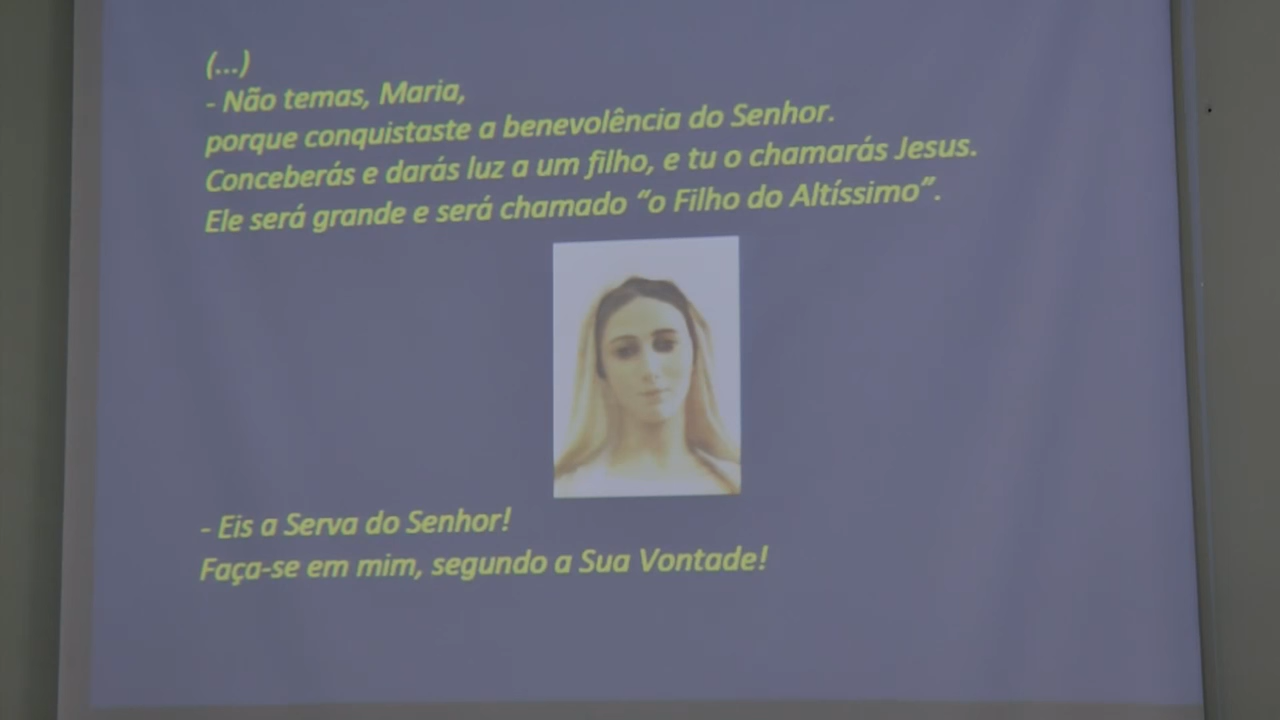 (...)
- Não temas, Maria,
porque conquistaste a benevolência do Senhor.
Conceberás e darás luz a um filho, e tu o chamarás Jesus.
Ele será grande e será chamado “o Filho do Altíssimo”.
- Eis a Serva do Senhor!
Faça-se em mim, segundo a Sua Vontade!